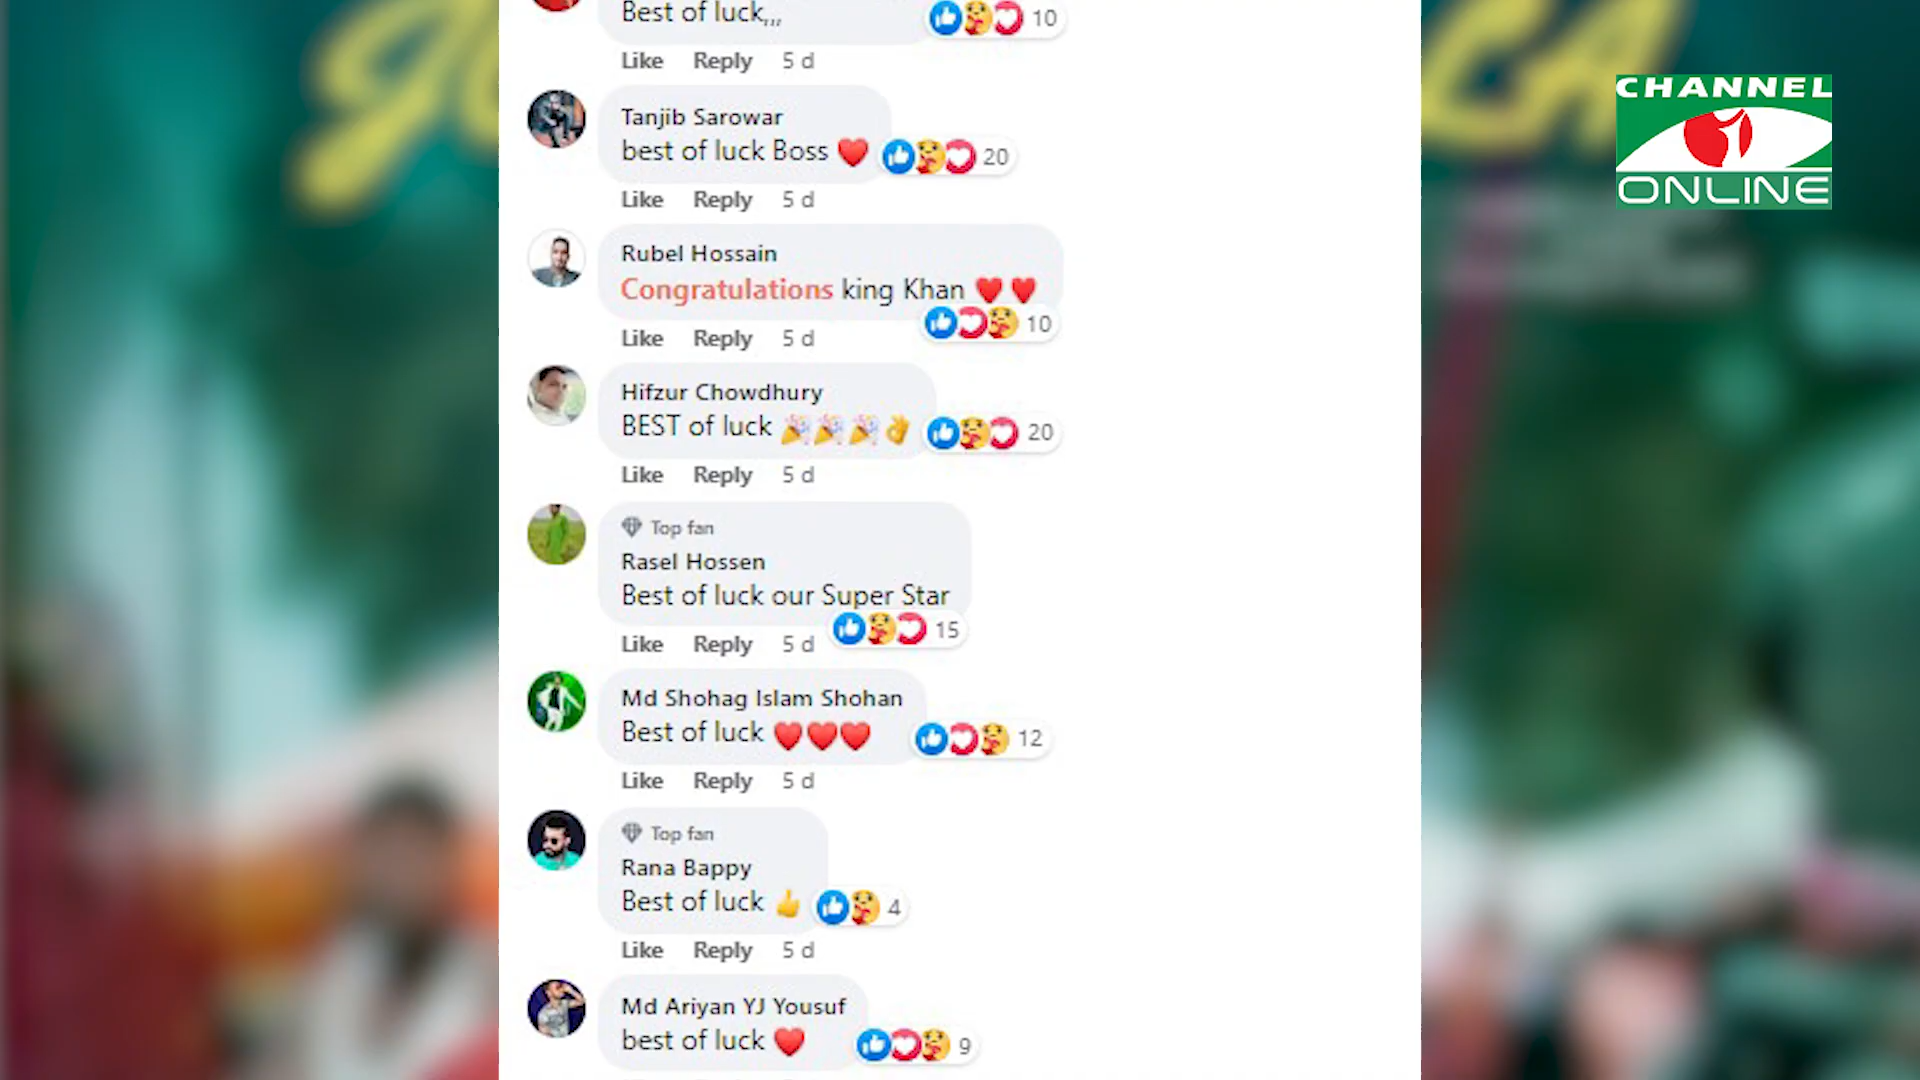 Best of luck,,,
10
Like Reply 5 d
Tanjib Sarowar
best of luck Boss ❤️ 20
Like Reply 5 d
Rubel Hossain
Congratulations king Khan ♥️♥️
10
Like Reply 5 d
Hifzur Chowdhury
BEST of luck 🎉🎉🎉👌 20
Like Reply 5 d
Top fan
Rasel Hossen
Best of luck our Super Star
15
Like Reply 5 d
Md Shohag Islam Shohan
Best of luck ❤️❤️❤️ 12
Like Reply 5 d
Top fan
Rana Bappy
Best of luck 👍 4
Like Reply 5 d
Md Ariyan YJ Yousuf
best of luck ❤️ 9
CHANNEL
ONLINE